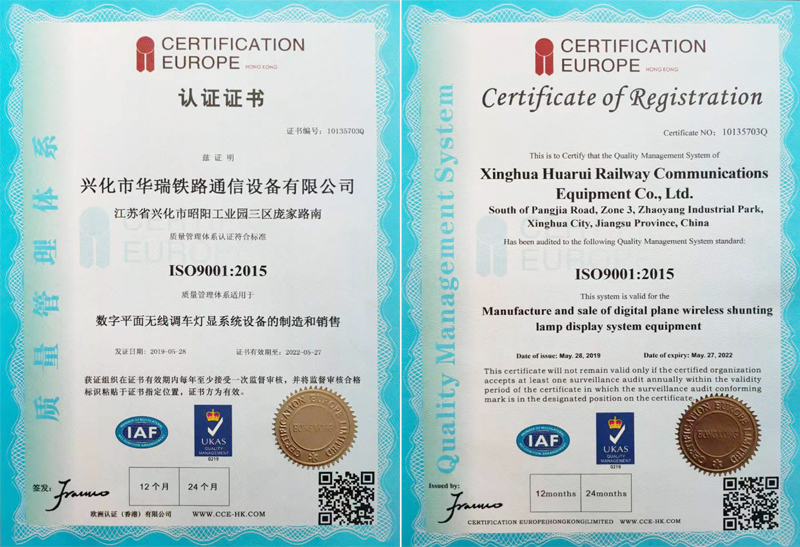 CERTIFICATION
EUROPE HONG KONG
认证证书
证书编号：10135703Q
兹 证 明
兴化市华瑞铁路通信设备有限公司
江苏省兴化市昭阳工业园三区庞家路南
质量管理体系认证符合标准
ISO9001:2015
质量管理体系适用于
数字平面无线调车灯显系统设备的制造和销售
发证日期：2019-05-28 证书有效期至：2022-05-27
获证组织在证书有效期内每年至少接受一次监督审核，并将监督审核合格
标识粘贴于证书指定位置，证书方为有效。
IAF
UKAS
QUALITY
MANAGEMENT
0219
CERTIFICATION EUROPE LIMITED
HONG KONG
签发：
12个月 24个月
欧洲认证（香港）有限公司 WWW.CCE-HK.COM
质量管理体系
CERTIFICATION
EUROPE HONG KONG
Certificate of Registration
Certificate NO：10135703Q
This is to Certify that the Quality Management System of
Xinghua Huarui Railway Communications
Equipment Co., Ltd.
South of Pangjia Road, Zone 3, Zhaoyang Industrial Park,
Xinghua City, Jiangsu Province, China
Has been audited to the following Quality Management System standard:
ISO9001:2015
This system is valid for the
Manufacture and sale of digital plane wireless shunting
lamp display system equipment
Date of issue: May. 28, 2019 Date of expiry: May. 27, 2022
This certificate will not remain valid only if the certified organization
accepts at least one surveillance audit annually within the validity
period of the certificate in which the surveillance audit conforming
mark is in the designated position on the certificate.
IAF
UKAS
QUALITY
MANAGEMENT
0219
CERTIFICATION EUROPE LIMITED
HONG KONG
Issued by:
12months 24months
CERTIFICATION EUROPE(HONGKONG)LIMITED WWW.CCE-HK.COM
Quality Management System